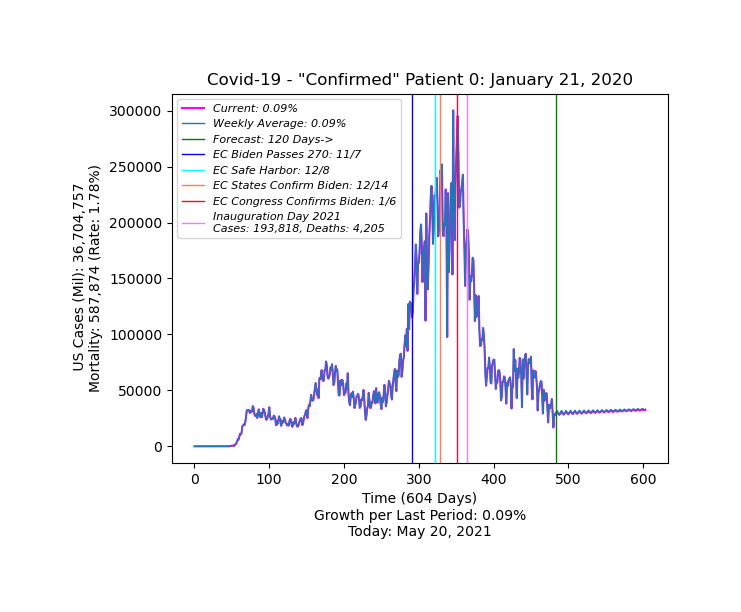 Covid-19 - "Confirmed" Patient 0: January 21, 2020
US Cases (Mil): 36,704,757
Mortality: 587,874 (Rate: 1.78%)
300000
250000
200000
150000
100000
50000
0
Current: 0.09%
Weekly Average: 0.09%
Forecast: 120 Days->
EC Biden Passes 270: 11/7
EC Safe Harbor: 12/8
EC States Confirm Biden: 12/14
EC Congress Confirms Biden: 1/6
Inauguration Day 2021
Cases: 193,818, Deaths: 4,205
0 100 200 300 400 500 600
Time (604 Days)
Growth per Last Period: 0.09%
Today: May 20, 2021